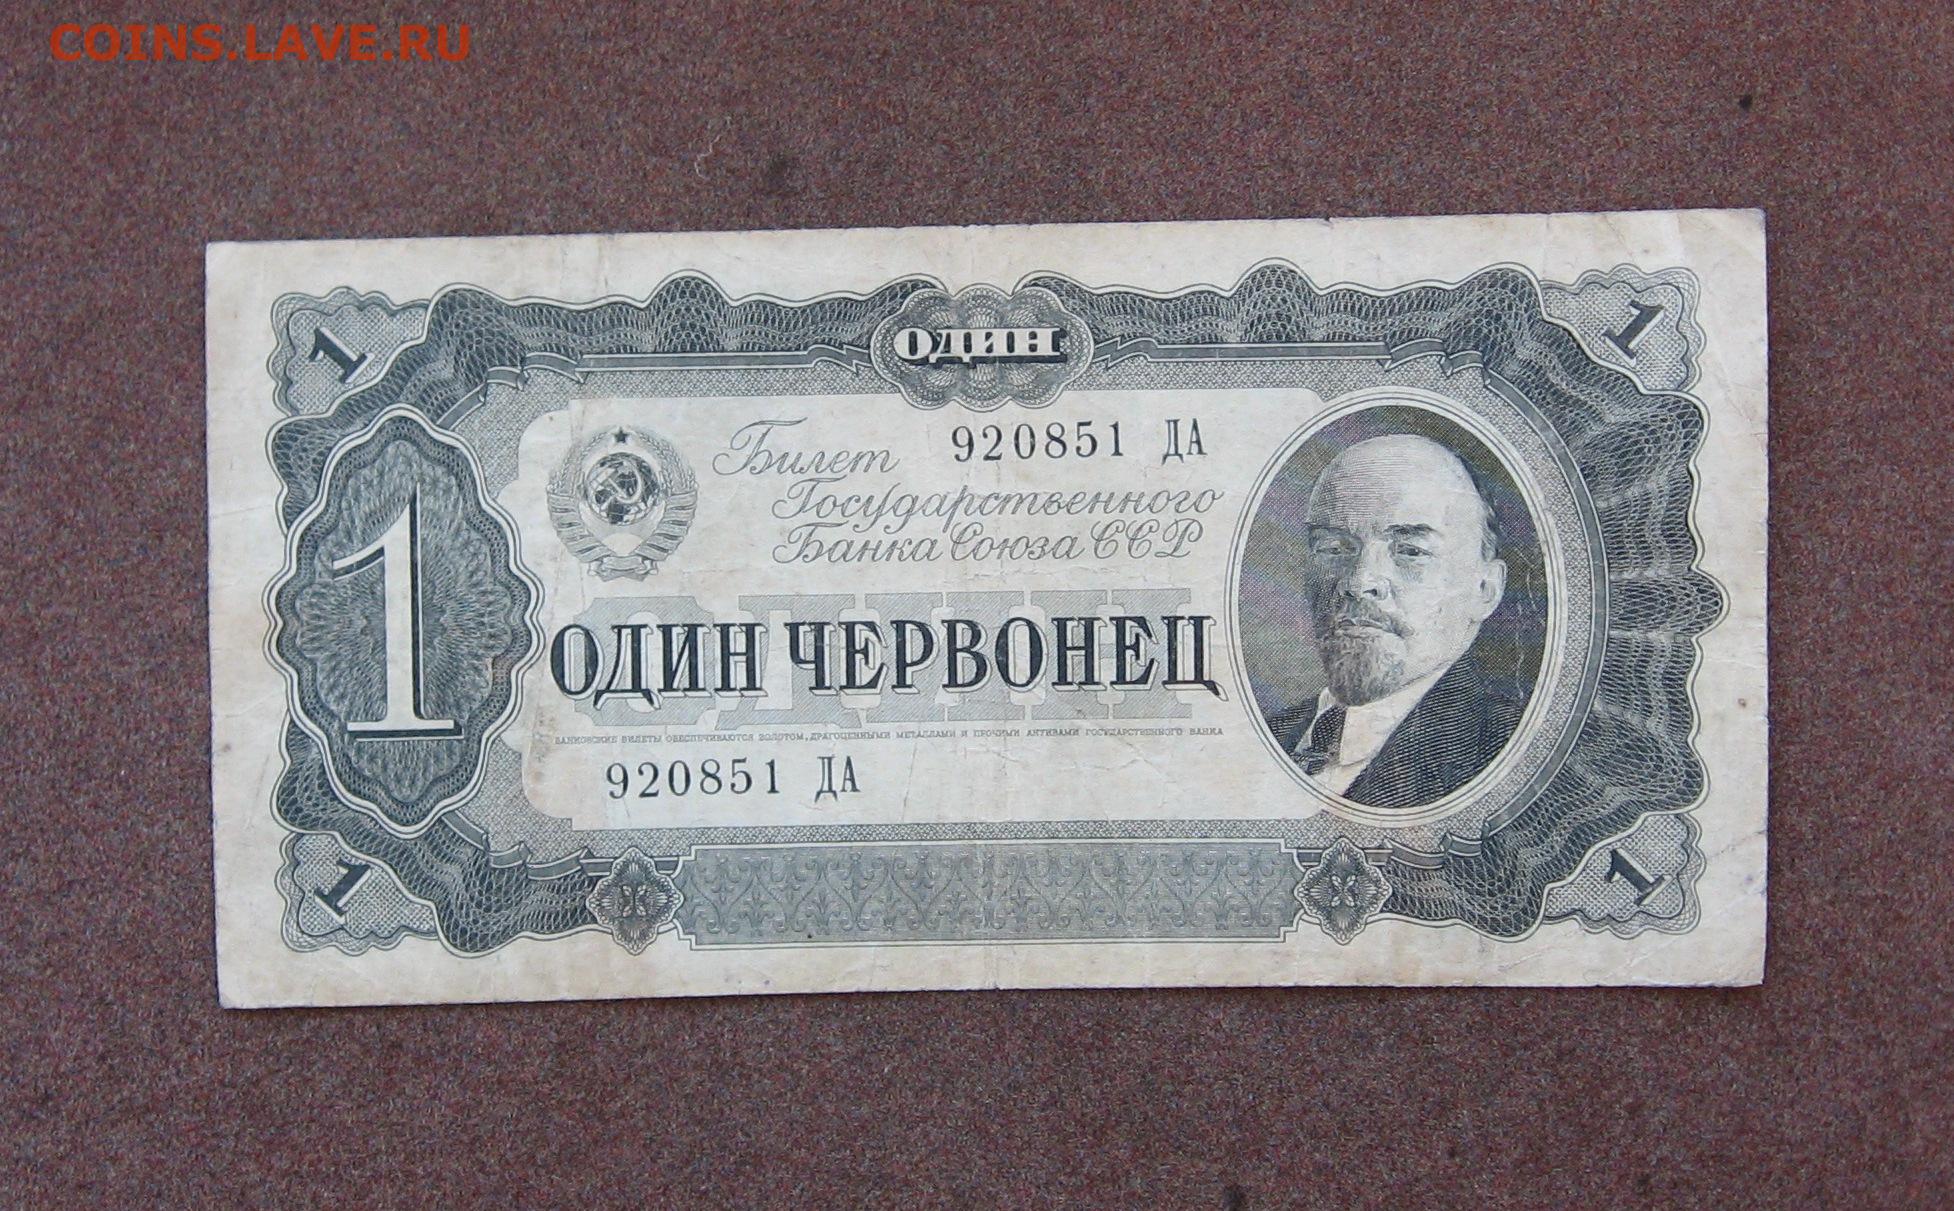 COINS.LAVE.RU
ОДИН
1
1
Билет 920851 ДА
Государственного
Банка Союза ССР
1
ОДИН
ОДИН ЧЕРВОНЕЦ
БАНКОВСКИЕ БИЛЕТЫ ОБЕСПЕЧИВАЮТСЯ ЗОЛОТОМ, ДРАГОЦЕННЫМИ МЕТАЛЛАМИ И ПРОЧИМИ АКТИВАМИ ГОСУДАРСТВЕННОГО БАНКА
920851 ДА
1
1